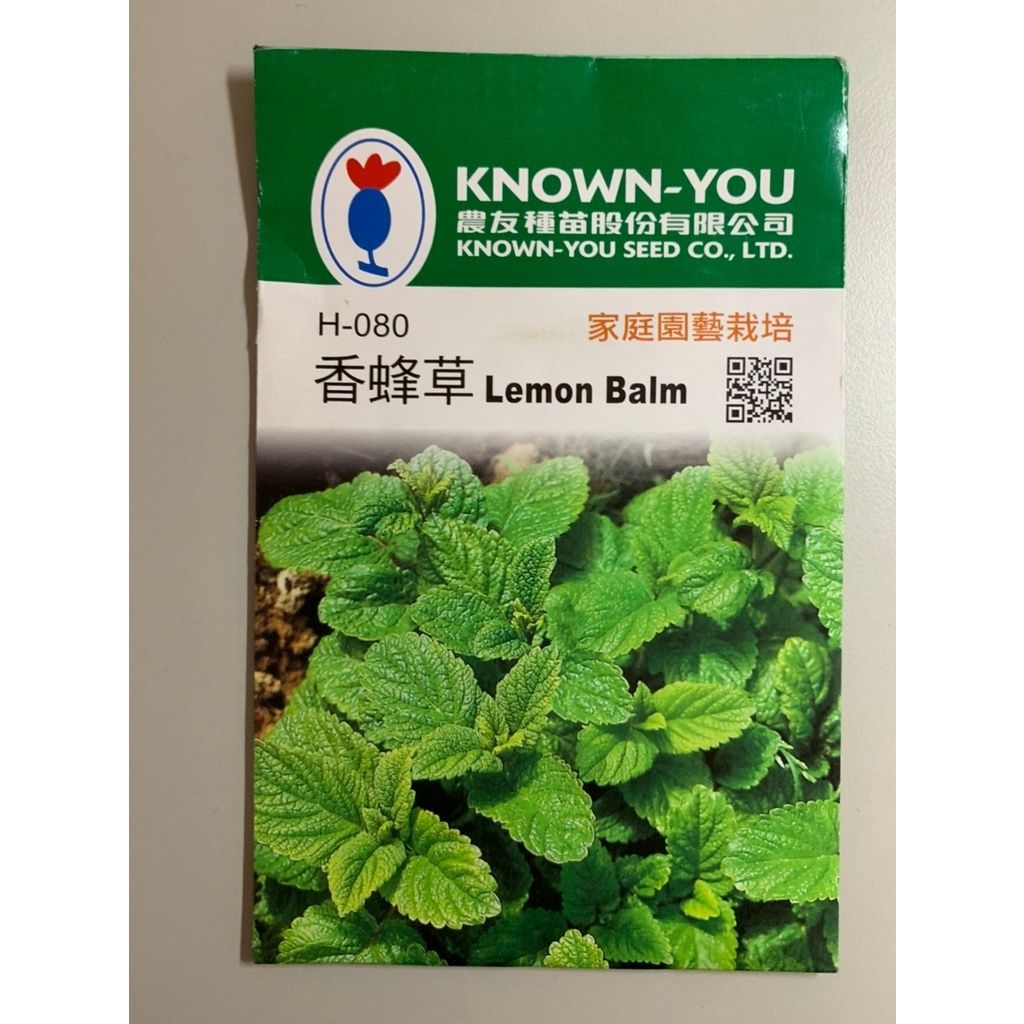 KNOWN-YOU
農友種苗股份有限公司
KNOWN-YOU SEED CO., LTD.
H-080
家庭園藝栽培
香蜂草 Lemon Balm